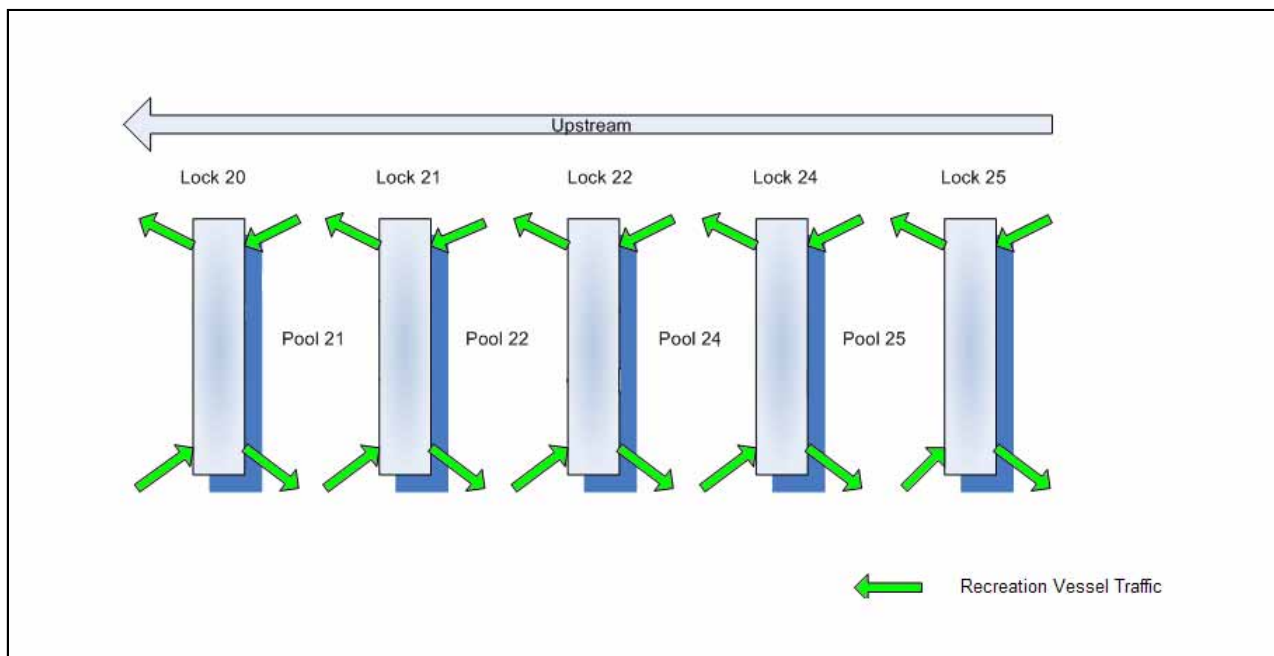 Upstream
Lock 20 Lock 21 Lock 22 Lock 24 Lock 25
Pool 21 Pool 22 Pool 24 Pool 25
Recreation Vessel Traffic